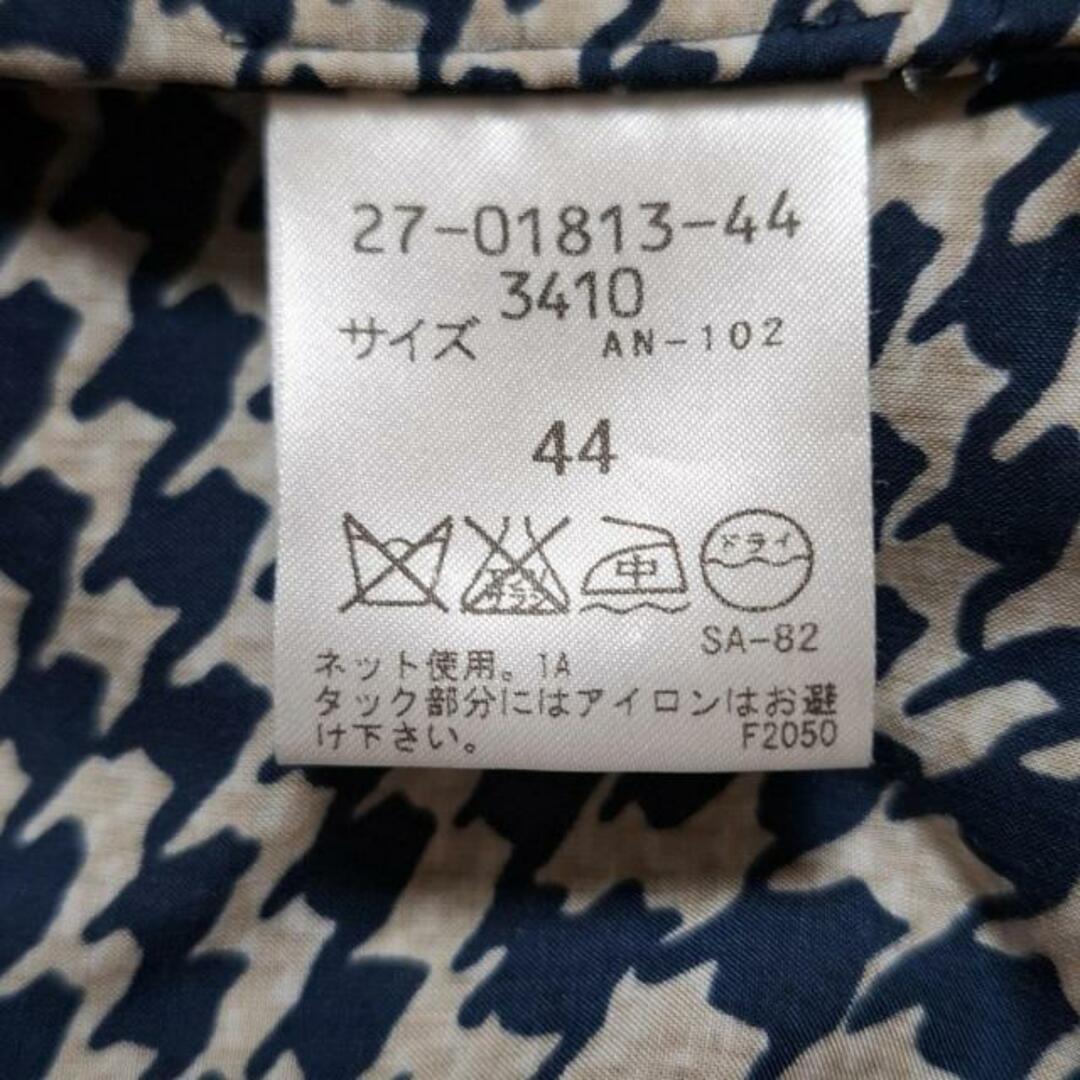 27-01813-44
3410
サイズ AN-102
44
中 ドライ
SA-82
ネット使用。1A
タック部分にはアイロンはお避
け下さい。 F2050